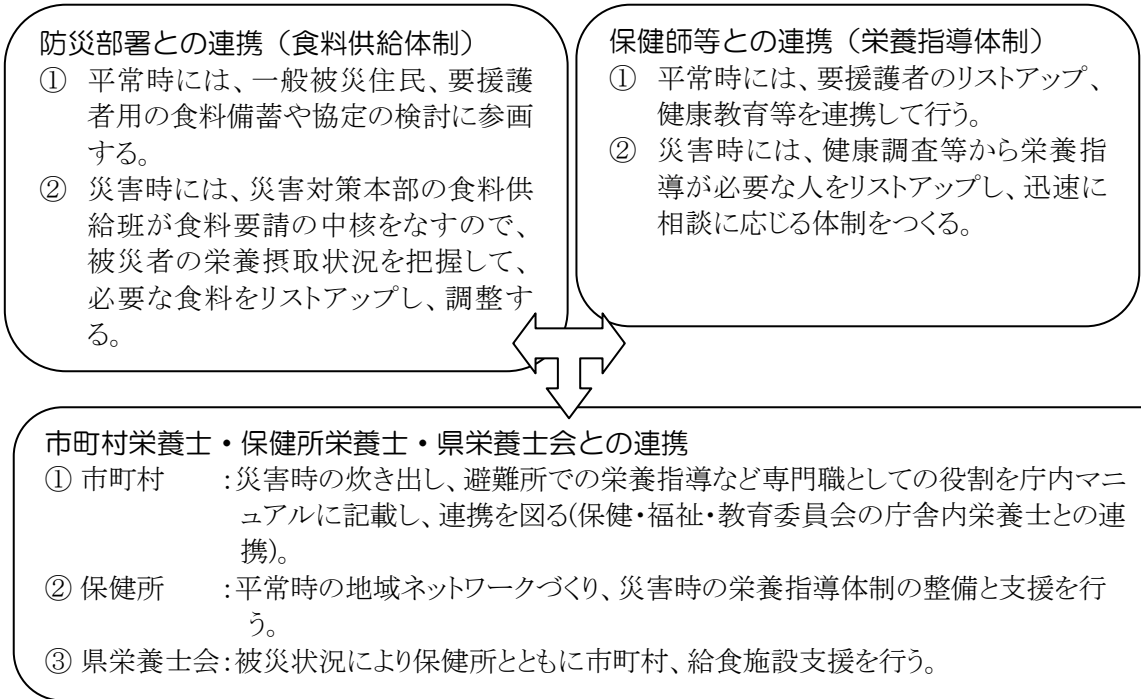 防災部署との連携（食料供給体制）
① 平常時には、一般被災住民、要援護
者用の食料備蓄や協定の検討に参画
する。
② 災害時には、災害対策本部の食料供
給班が食料要請の中核をなすので、
被災者の栄養摂取状況を把握して、
必要な食料をリストアップし、調整す
る。
保健師等との連携（栄養指導体制）
① 平常時には、要援護者のリストアップ、
健康教育等を連携して行う。
② 災害時には、健康調査等から栄養指
導が必要な人をリストアップし、迅速に
相談に応じる体制をつくる。
市町村栄養士・保健所栄養士・県栄養士会との連携
① 市町村　：災害時の炊き出し、避難所での栄養指導など専門職としての役割を庁内マニ
ュアルに記載し、連携を図る(保健・福祉・教育委員会の庁舎内栄養士との連
携)。
② 保健所　：平常時の地域ネットワークづくり、災害時の栄養指導体制の整備と支援を行
う。
③ 県栄養士会：被災状況により保健所とともに市町村、給食施設支援を行う。